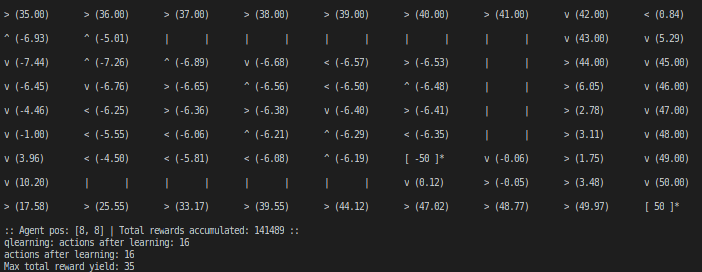 > (35.00) > (36.00) > (37.00) > (38.00) > (39.00) > (40.00) > (41.00) v (42.00) < (0.84)
^ (-6.93) ^ (-5.01) | | | | | | | | | | v (43.00) v (5.29)
v (-7.44) ^ (-7.26) ^ (-6.89) v (-6.68) < (-6.57) > (-6.53) | | > (44.00) v (45.00)
v (-6.45) v (-6.76) > (-6.65) ^ (-6.56) < (-6.50) ^ (-6.48) | | > (6.05) v (46.00)
v (-4.46) < (-6.25) > (-6.36) > (-6.38) v (-6.40) > (-6.41) | | > (2.78) v (47.00)
v (-1.00) < (-5.55) < (-6.06) ^ (-6.21) ^ (-6.29) < (-6.35) | | > (3.11) v (48.00)
v (3.96) < (-4.50) < (-5.81) < (-6.08) ^ (-6.19) [ -50 ]* v (-0.06) > (1.75) v (49.00)
v (10.20) | | | | | | | | v (0.12) > (-0.05) > (3.48) v (50.00)
> (17.58) > (25.55) > (33.17) > (39.55) > (44.12) > (47.02) > (48.77) > (49.97) [ 50 ]*
:: Agent pos: [8, 8] | Total rewards accumulated: 141489 ::
qlearning: actions after learning: 16
actions after learning: 16
Max total reward yield: 35